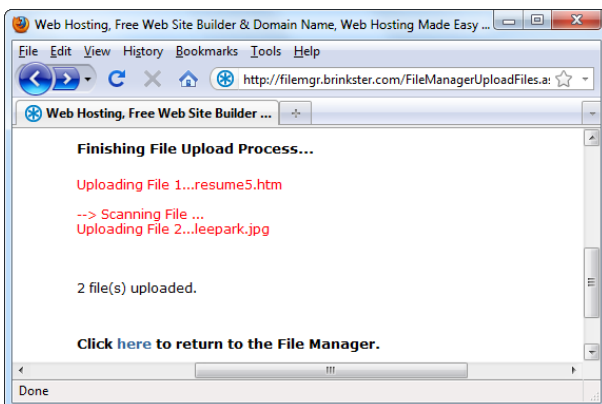 Web Hosting, Free Web Site Builder & Domain Name, Web Hosting Made Easy ...
File Edit View History Bookmarks Tools Help
http://filemgr.brinkster.com/FileManagerUploadFiles.a
Web Hosting, Free Web Site Builder ...
Finishing File Upload Process...
Uploading File 1...resume5.htm
--> Scanning File ...
Uploading File 2...leepark.jpg
2 file(s) uploaded.
Click here to return to the File Manager.
Done